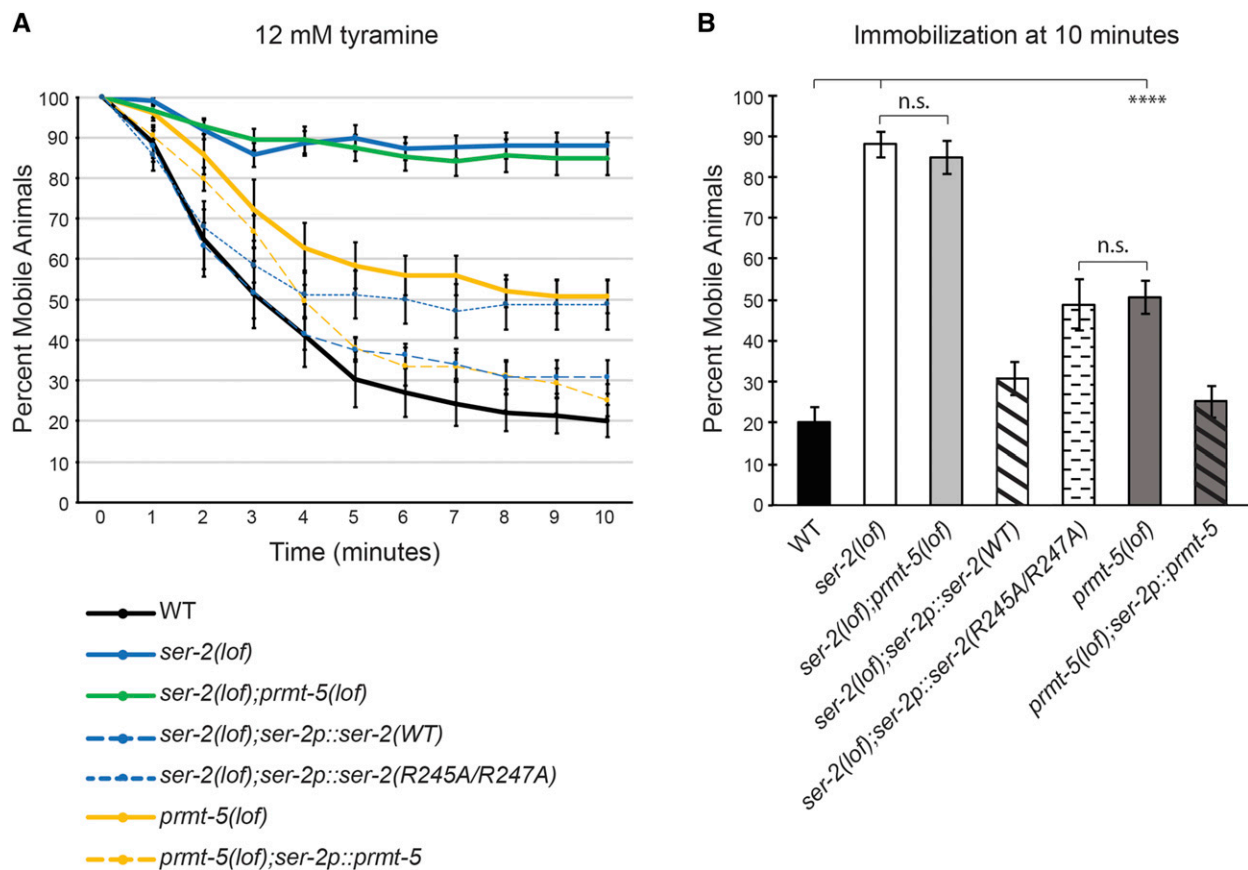 A
12 mM tyramine
Percent Mobile Animals
100
90
80
70
60
50
40
30
20
10
0
0 1 2 3 4 5 6 7 8 9 10
Time (minutes)
WT
ser-2(lof)
ser-2(lof);prmt-5(lof)
ser-2(lof);ser-2p::ser-2(WT)
ser-2(lof);ser-2p::ser-2(R245A/R247A)
prmt-5(lof)
prmt-5(lof);ser-2p::prmt-5
B
Immobilization at 10 minutes
n.s.
****
n.s.
Percent Mobile Animals
100
90
80
70
60
50
40
30
20
10
0
WT
ser-2(lof)
ser-2(lof);prmt-5(lof)
ser-2(lof);ser-2p::ser-2(WT)
ser-2(lof);ser-2p::ser-2(R245A/R247A)
prmt-5(lof)
prmt-5(lof);ser-2p::prmt-5